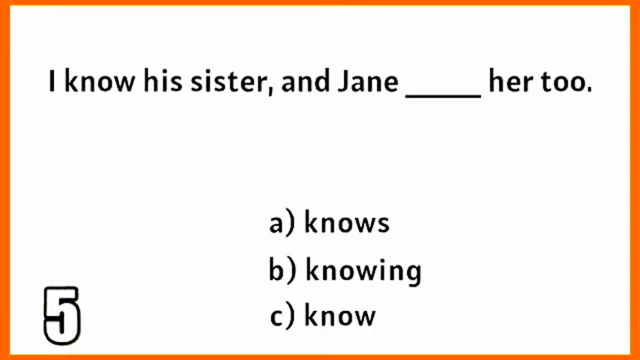 I know his sister, and Jane _____ her too.
a) knows
b) knowing
c) know
5